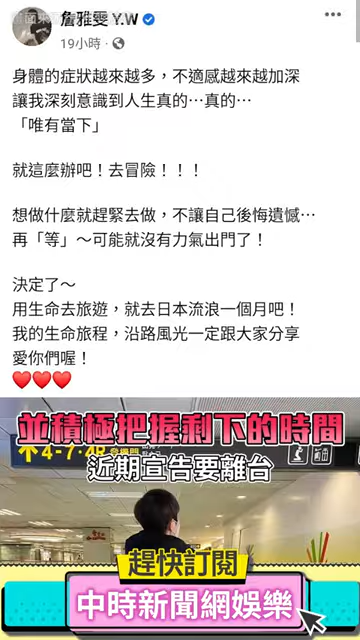 詹雅雯 Y.W
19小時
身體的症狀越來越多，不適感越來越加深
讓我深刻意識到人生真的…真的…
「唯有當下」
就這麼辦吧！去冒險！！！
想做什麼就趕緊去做，不讓自己後悔遺憾…
再「等」～可能就沒有力氣出門了！
決定了～
用生命去旅遊，就去日本流浪一個月吧！
我的生命旅程，沿路風光一定跟大家分享
愛你們喔！
並積極把握剩下的時間
4-7、4R
近期宣告要離台
趕快訂閱
中時新聞網娛樂